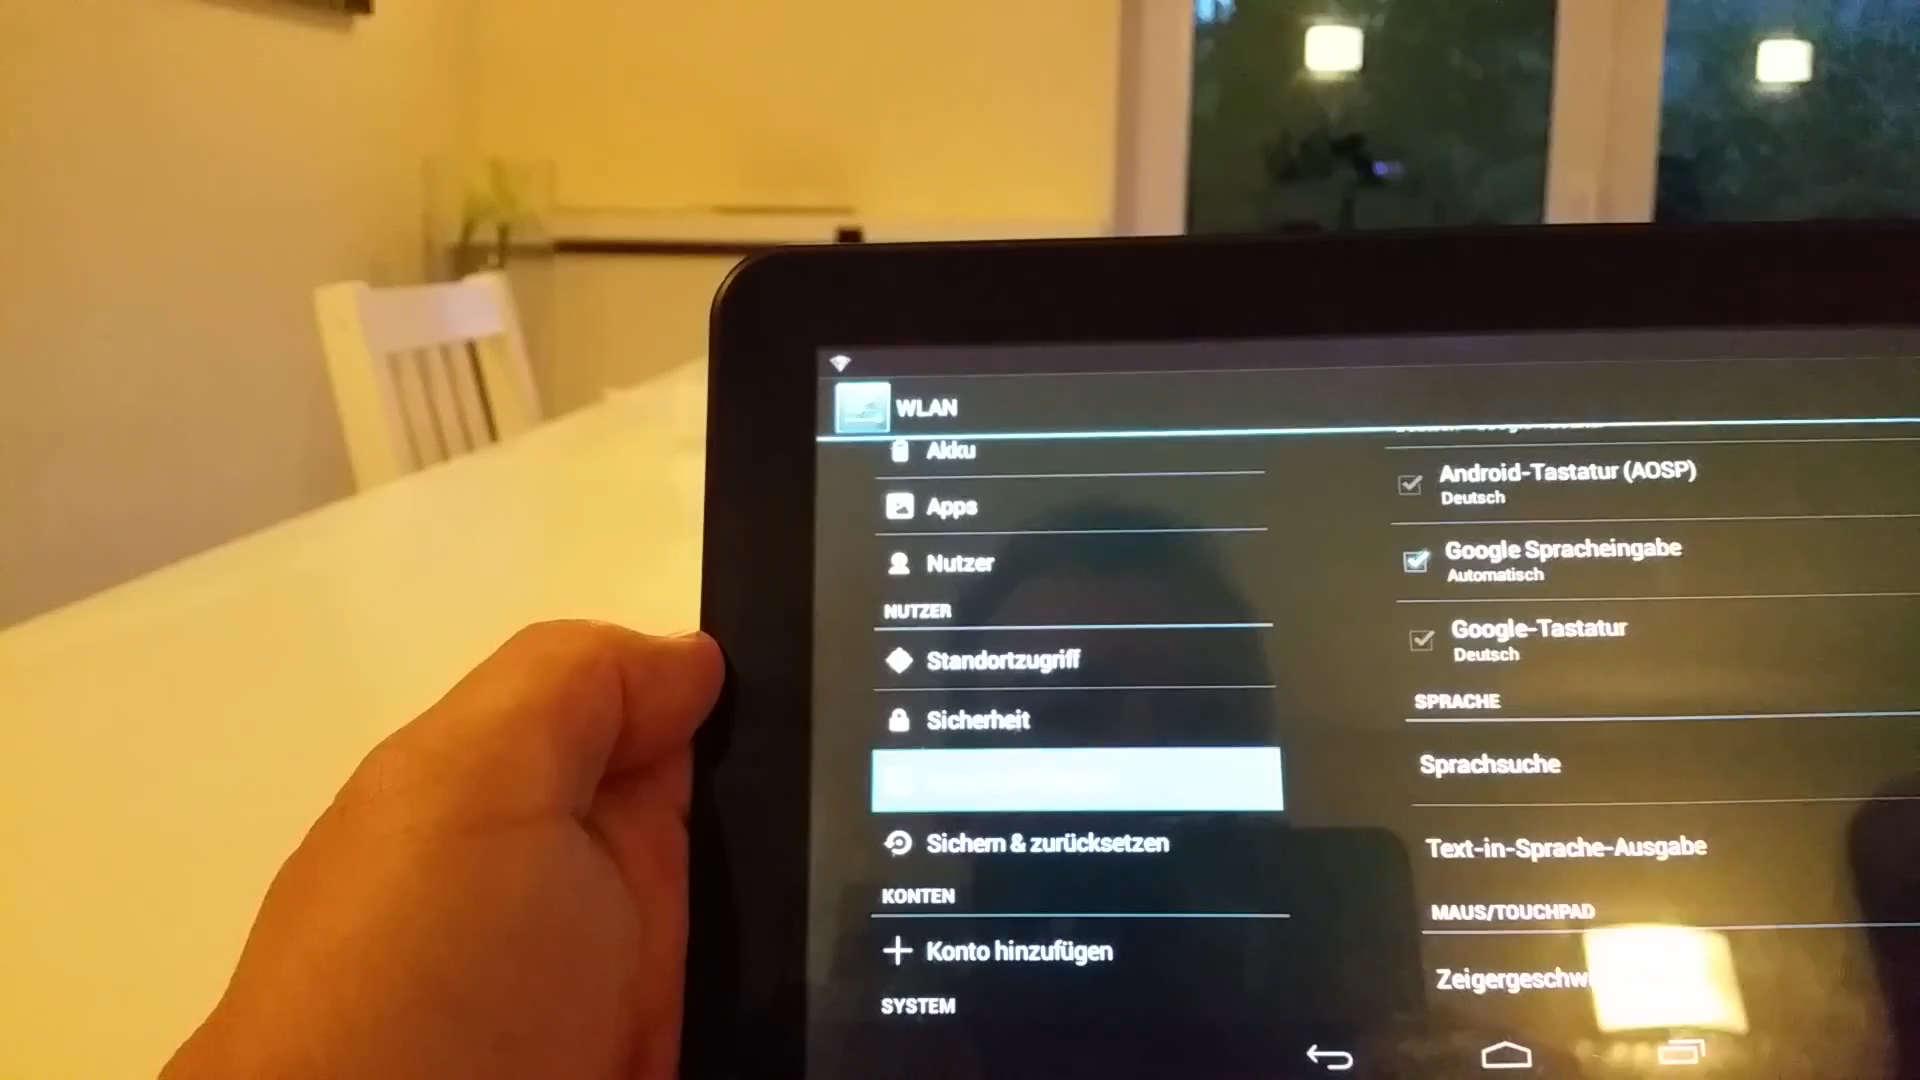 WLAN
Akku
Apps
Nutzer
NUTZER
Standortzugriff
Sicherheit
Sichern & zurücksetzen
KONTEN
Konto hinzufügen
SYSTEM
Android-Tastatur (AOSP)
Deutsch
Google Spracheingabe
Automatisch
Google-Tastatur
Deutsch
SPRACHE
Sprachsuche
Text-in-Sprache-Ausgabe
MAUS/TOUCHPAD